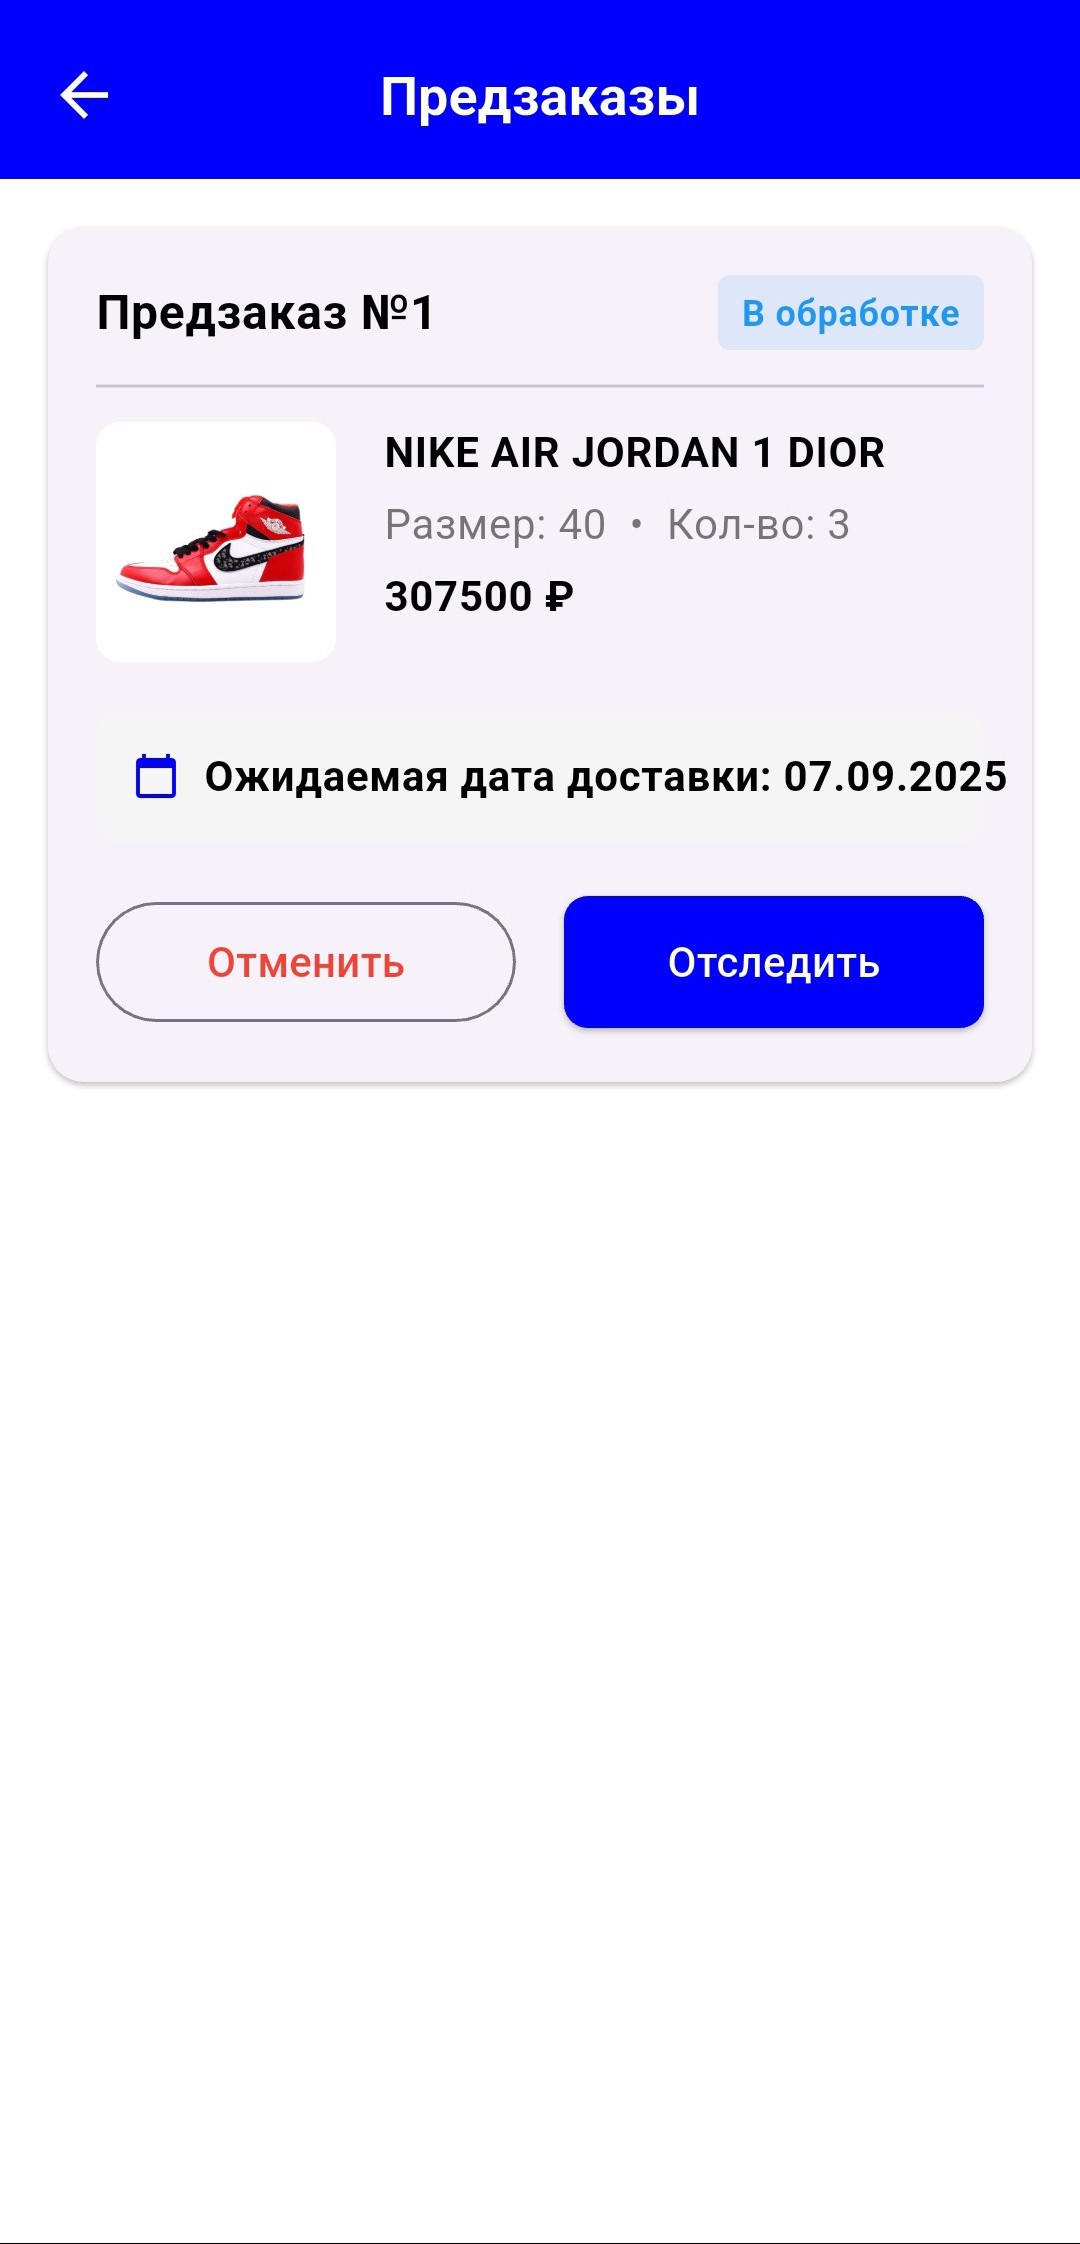 Предзаказы
Предзаказ №1
В обработке
NIKE AIR JORDAN 1 DIOR
Размер: 40 • Кол-во: 3
307500 ₽
Ожидаемая дата доставки: 07.09.2025
Отменить
Отследить